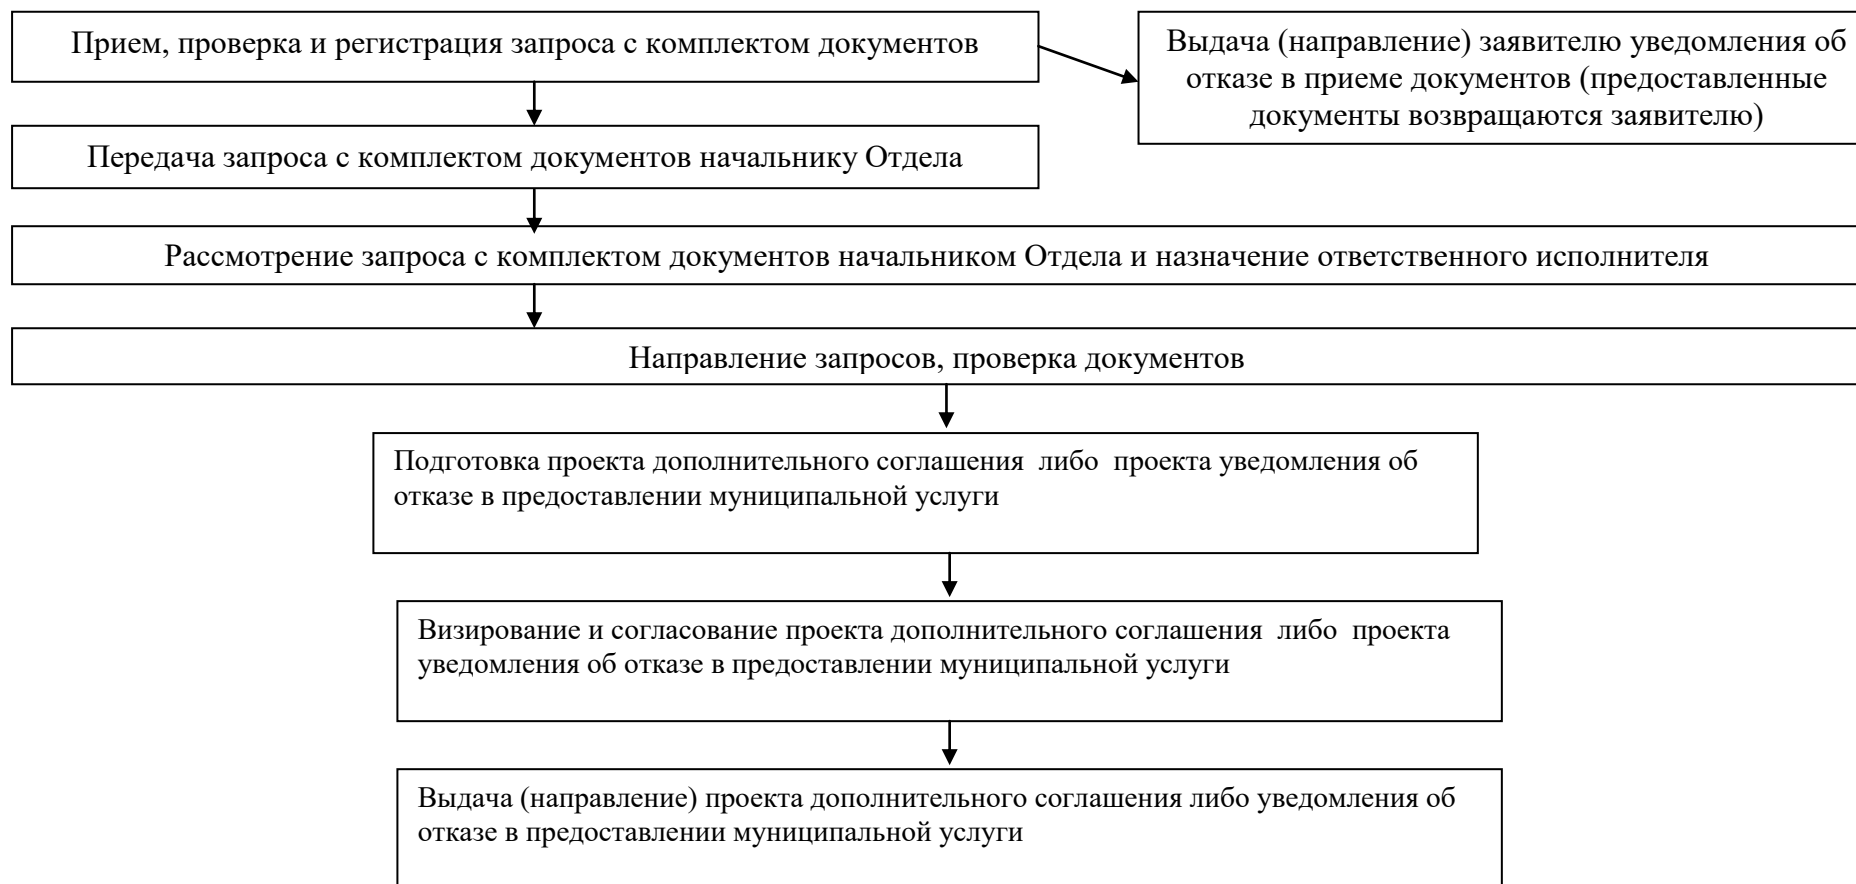 Прием, проверка и регистрация запроса с комплектом документов
Выдача (направление) заявителю уведомления об
отказе в приеме документов (предоставленные
документы возвращаются заявителю)
Передача запроса с комплектом документов начальнику Отдела
Рассмотрение запроса с комплектом документов начальником Отдела и назначение ответственного исполнителя
Направление запросов, проверка документов
Подготовка проекта дополнительного соглашения либо проекта уведомления об
отказе в предоставлении муниципальной услуги
Визирование и согласование проекта дополнительного соглашения либо проекта
уведомления об отказе в предоставлении муниципальной услуги
Выдача (направление) проекта дополнительного соглашения либо уведомления об
отказе в предоставлении муниципальной услуги